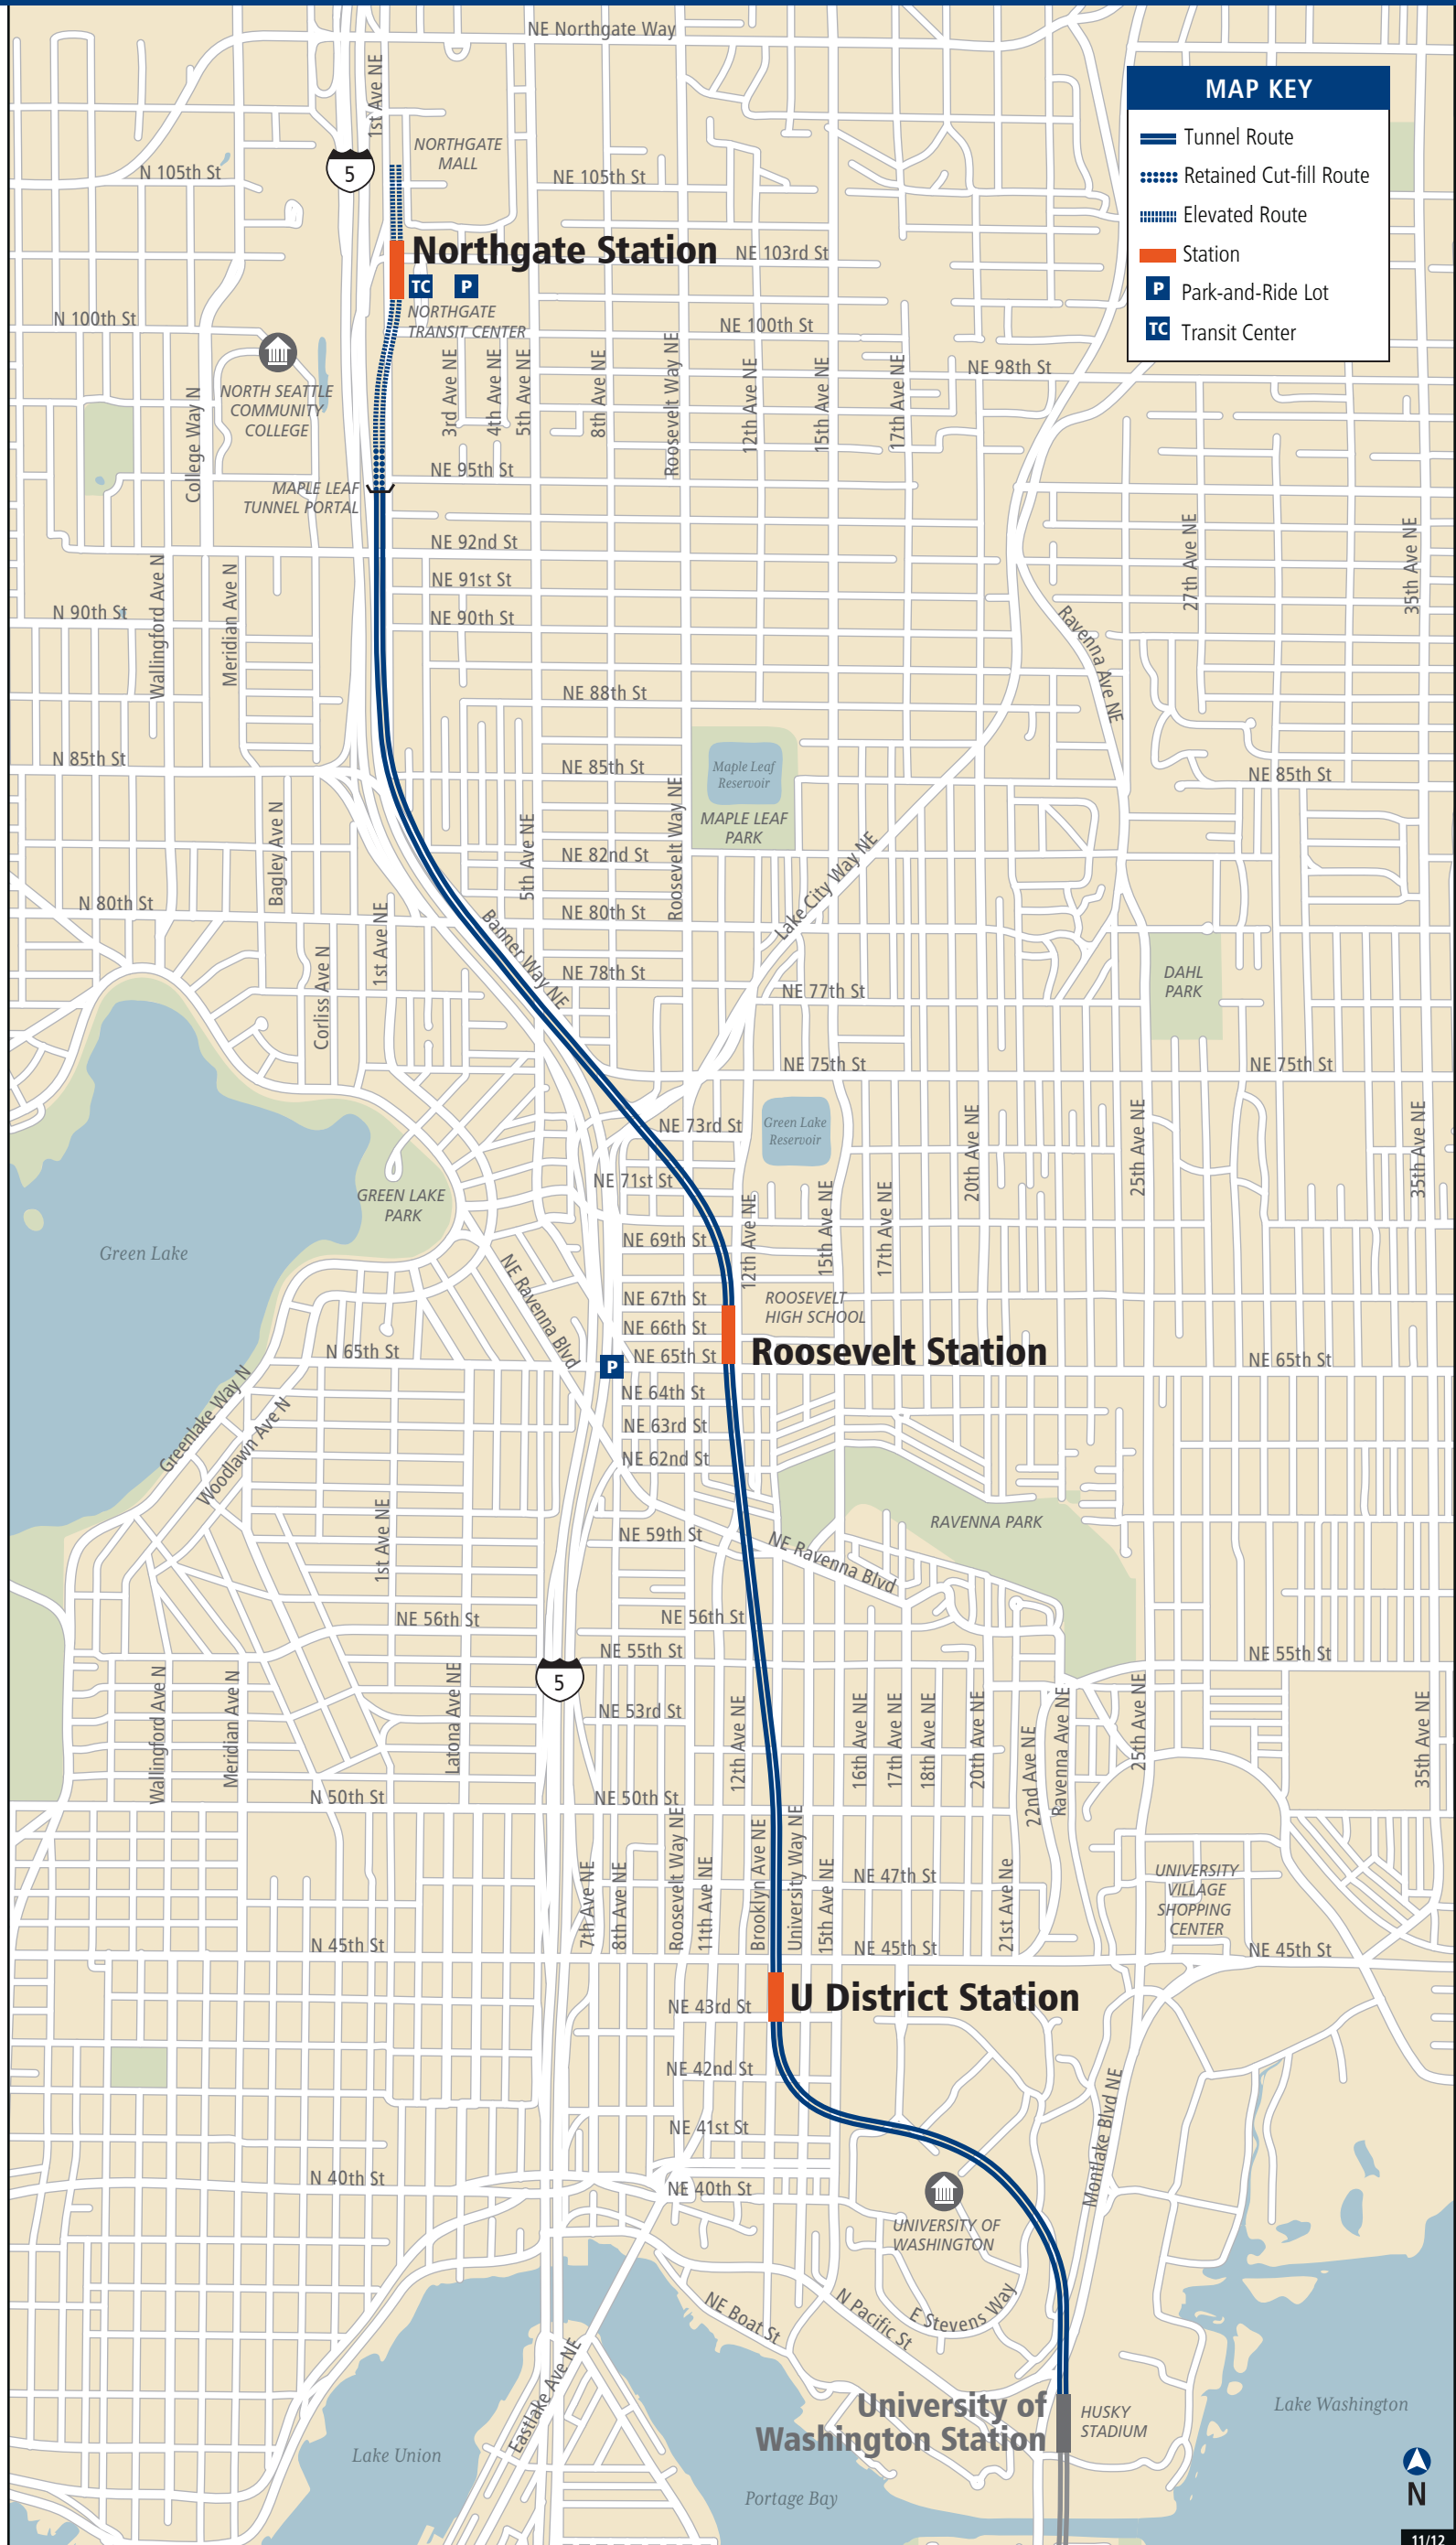 NE Northgate Way
MAP KEY
Tunnel Route
Retained Cut-fill Route
Elevated Route
Station
P Park-and-Ride Lot
TC Transit Center
1st Ave NE
NORTHGATE
MALL
5
N 105th St
NE 105th St
Northgate Station
NE 103rd St
TC P
NORTHGATE
TRANSIT CENTER
N 100th St
NE 100th St
NE 98th St
NORTH SEATTLE
COMMUNITY
COLLEGE
College Way N
3rd Ave NE
4th Ave NE
5th Ave NE
8th Ave NE
Roosevelt Way NE
12th Ave NE
15th Ave NE
17th Ave NE
NE 95th St
MAPLE LEAF
TUNNEL PORTAL
NE 92nd St
NE 91st St
NE 90th St
N 90th St
Wallingford Ave N
Meridian Ave N
27th Ave NE
35th Ave NE
Ravenna Ave NE
NE 88th St
N 85th St
NE 85th St
NE 85th St
Maple Leaf
Reservoir
MAPLE LEAF
PARK
Bagley Ave N
5th Ave NE
Roosevelt Way NE
NE 82nd St
Lake City Way NE
N 80th St
NE 80th St
1st Ave NE
Corliss Ave N
Banner Way NE
NE 78th St
NE 77th St
DAHL
PARK
NE 75th St
NE 75th St
NE 73rd St
Green Lake
Reservoir
NE 71st St
20th Ave NE
25th Ave NE
35th Ave NE
GREEN LAKE
PARK
Green Lake
12th Ave NE
15th Ave NE
17th Ave NE
NE 69th St
NE Ravenna Blvd
NE 67th St
ROOSEVELT
HIGH SCHOOL
NE 66th St
NE 65th St
Roosevelt Station
N 65th St
P
NE 65th St
NE 64th St
NE 63rd St
NE 62nd St
Greenlake Way N
Woodlawn Ave N
1st Ave NE
RAVENNA PARK
NE 59th St
NE Ravenna Blvd
NE 56th St
NE 56th St
NE 55th St
NE 55th St
5
Wallingford Ave N
Meridian Ave N
Latona Ave NE
NE 53rd St
12th Ave NE
16th Ave NE
17th Ave NE
18th Ave NE
20th Ave NE
22nd Ave NE
Ravenna Ave NE
25th Ave NE
35th Ave NE
N 50th St
NE 50th St
7th Ave NE
8th Ave NE
Roosevelt Way NE
11th Ave NE
Brooklyn Ave NE
University Way NE
15th Ave NE
NE 47th St
21st Ave Ne
UNIVERSITY
VILLAGE
SHOPPING
CENTER
N 45th St
NE 45th St
NE 45th St
U District Station
NE 43rd St
NE 42nd St
NE 41st St
Montlake Blvd NE
N 40th St
NE 40th St
UNIVERSITY OF
WASHINGTON
NE Boat St
N Pacific St
E Stevens Way
Eastlake Ave NE
University of
Washington Station
HUSKY
STADIUM
Lake Washington
Lake Union
Portage Bay
N
11/12